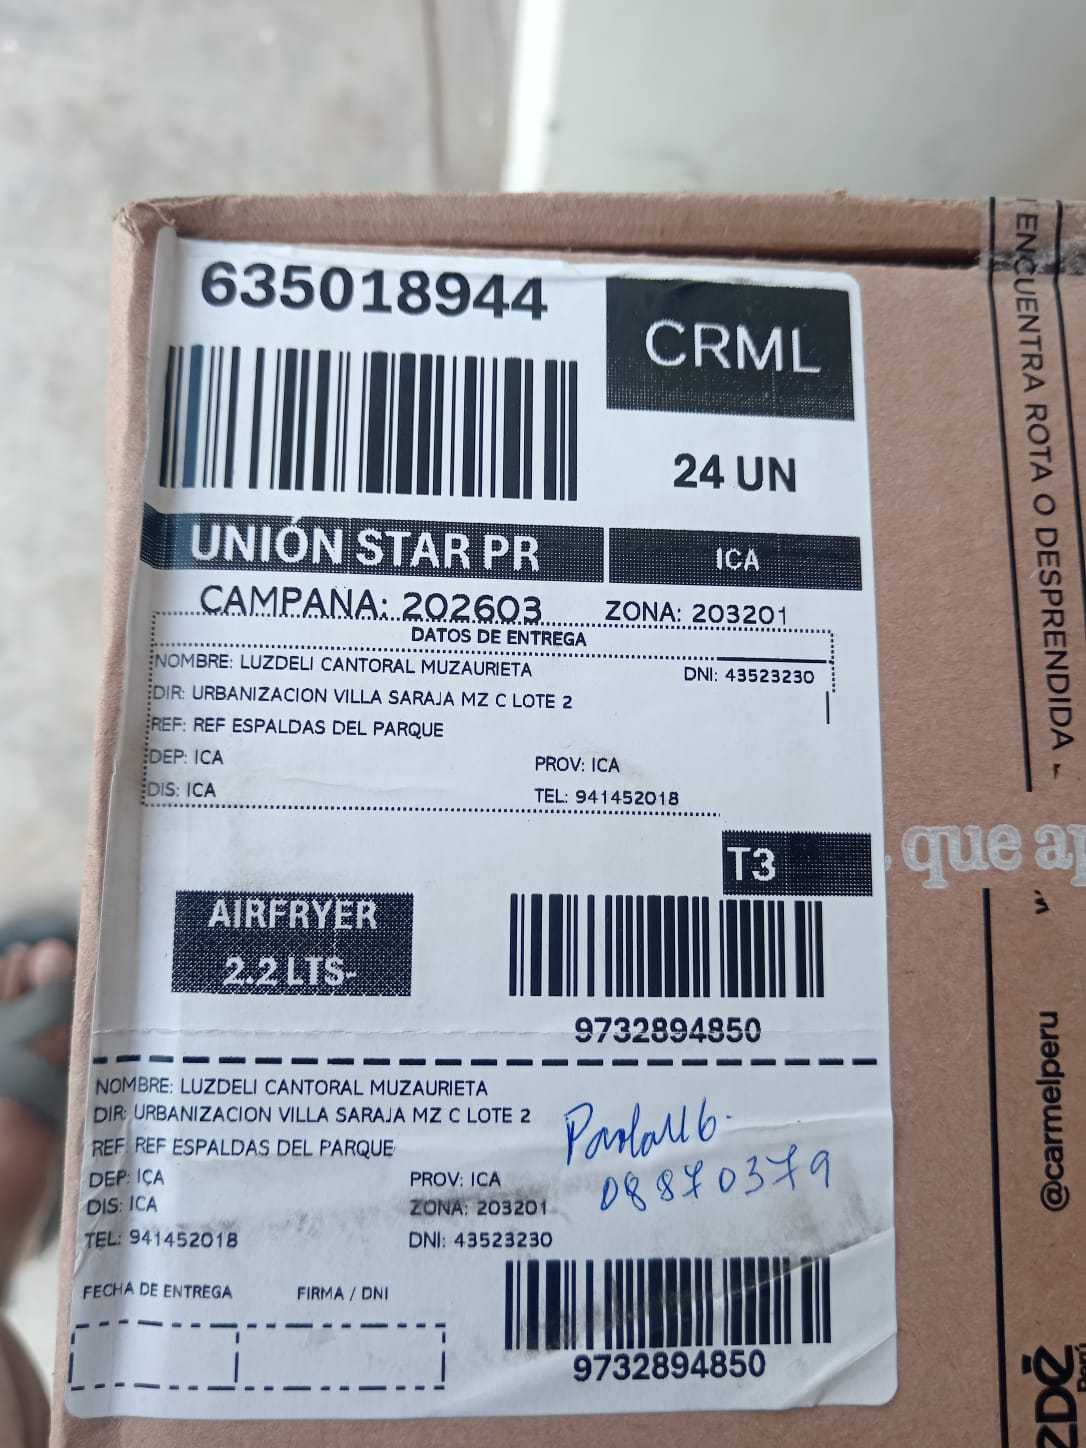 635018944
CRML
24 UN
UNIÓN STAR PR
ICA
CAMPAÑA: 202603
ZONA: 203201
DATOS DE ENTREGA
NOMBRE: LUZDELI CANTORAL MUZAURIETA
DNI: 43523230
DIR: URBANIZACION VILLA SARAJA MZ C LOTE 2
REF: REF ESPALDAS DEL PARQUE
DEP: ICA
PROV: ICA
DIS: ICA
TEL: 941452018
T3
AIRFRYER
2.2 LTS-
9732894850
NOMBRE: LUZDELI CANTORAL MUZAURIETA
DIR: URBANIZACION VILLA SARAJA MZ C LOTE 2
REF: REF ESPALDAS DEL PARQUE
DEP: ICA
PROV: ICA
DIS: ICA
ZONA: 203201
TEL: 941452018
DNI: 43523230
08870379
FECHA DE ENTREGA
FIRMA / DNI
9732894850
ENCUENTRA ROTA O DESPRENDIDA -
que
@carmelperu